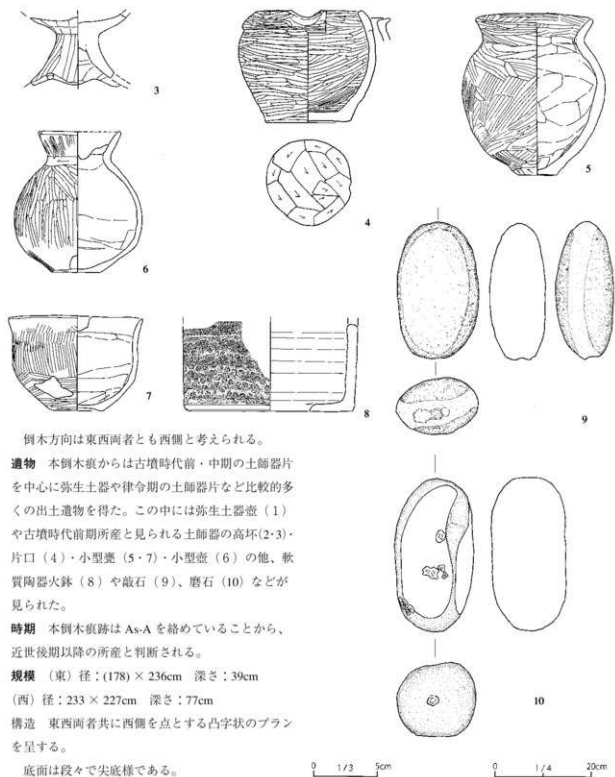 3
4
5
6
7
8
9
倒木方向は東西両者とも西側と考えられる。
遺物 本倒木痕からは古墳時代前・中期の土師器片
を中心に弥生土器や律令期の土師器片など比較的多
くの出土遺物を得た。この中には弥生土器壺（1）
や古墳時代前期所産と見られる土師器の高坏(2･3)・
片口（4）・小型甕（5・7）・小型壺（6）の他、軟
質陶器火鉢（8）や敲石（9）、磨石（10）などが
見られた。
時期 本倒木痕跡は As-A を絡めていることから、
近世後期以降の所産と判断される。
規模 （東）径：(178) × 236cm 深さ：39cm
（西）径：233 × 227cm 深さ：77cm
構造 東西両者共に西側を点とする凸字状のプラン
を呈する。
底面は段々で尖底様である。
10
0 1/3 5cm
0 1/4 20cm